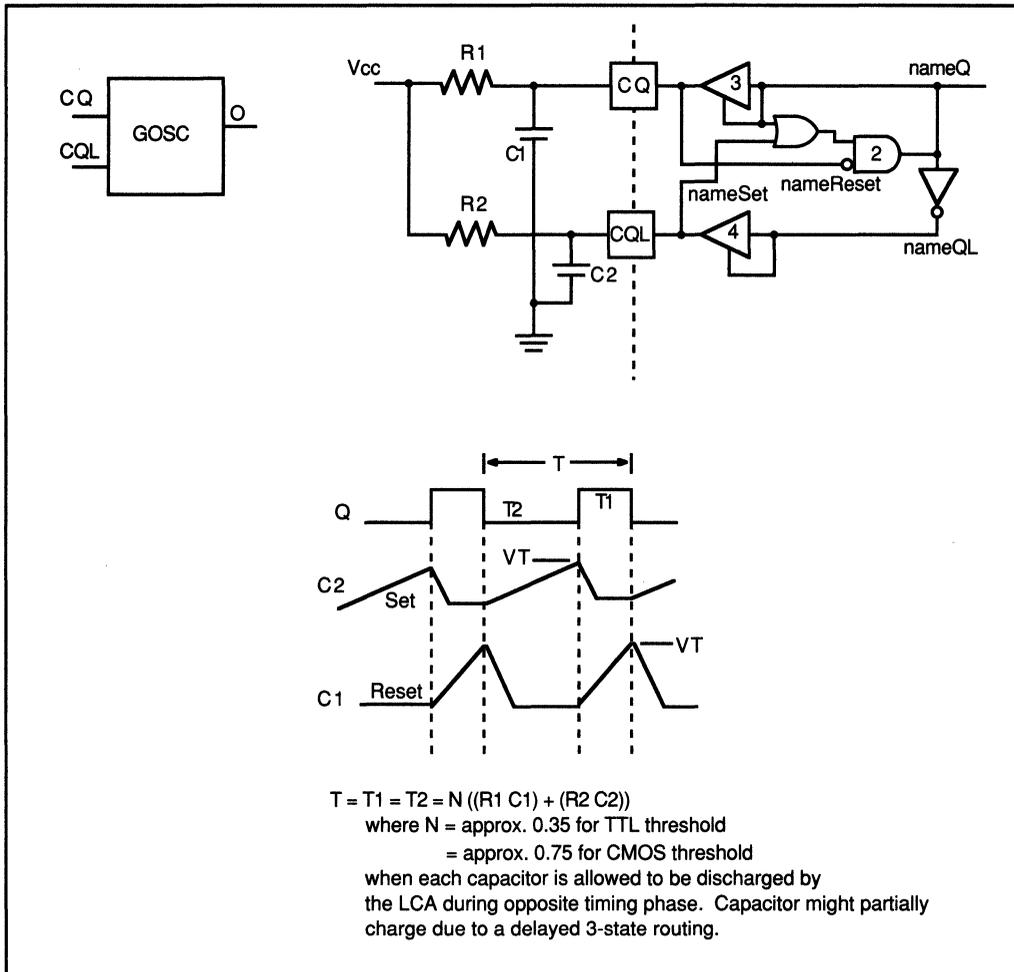 CQ
CQL
GOSC
O
Vcc
R1
C1
R2
C2
CQ
CQL
3
nameQ
2
nameReset
nameSet
4
nameQL
T
Q
T2
T1
VT
C2
Set
VT
C1
Reset
T = T1 = T2 = N ((R1 C1) + (R2 C2))
where N = approx. 0.35 for TTL threshold
= approx. 0.75 for CMOS threshold
when each capacitor is allowed to be discharged by
the LCA during opposite timing phase. Capacitor might partially
charge due to a delayed 3-state routing.